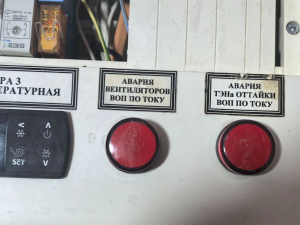 РА 3
ЕРАТУРНАЯ
АВАРИЯ
ВЕНТИЛЯТОРОВ
ВОП ПО ТОКУ
АВАРИЯ
ТЭНа ОТТАЙКИ
ВОП ПО ТОКУ
SET